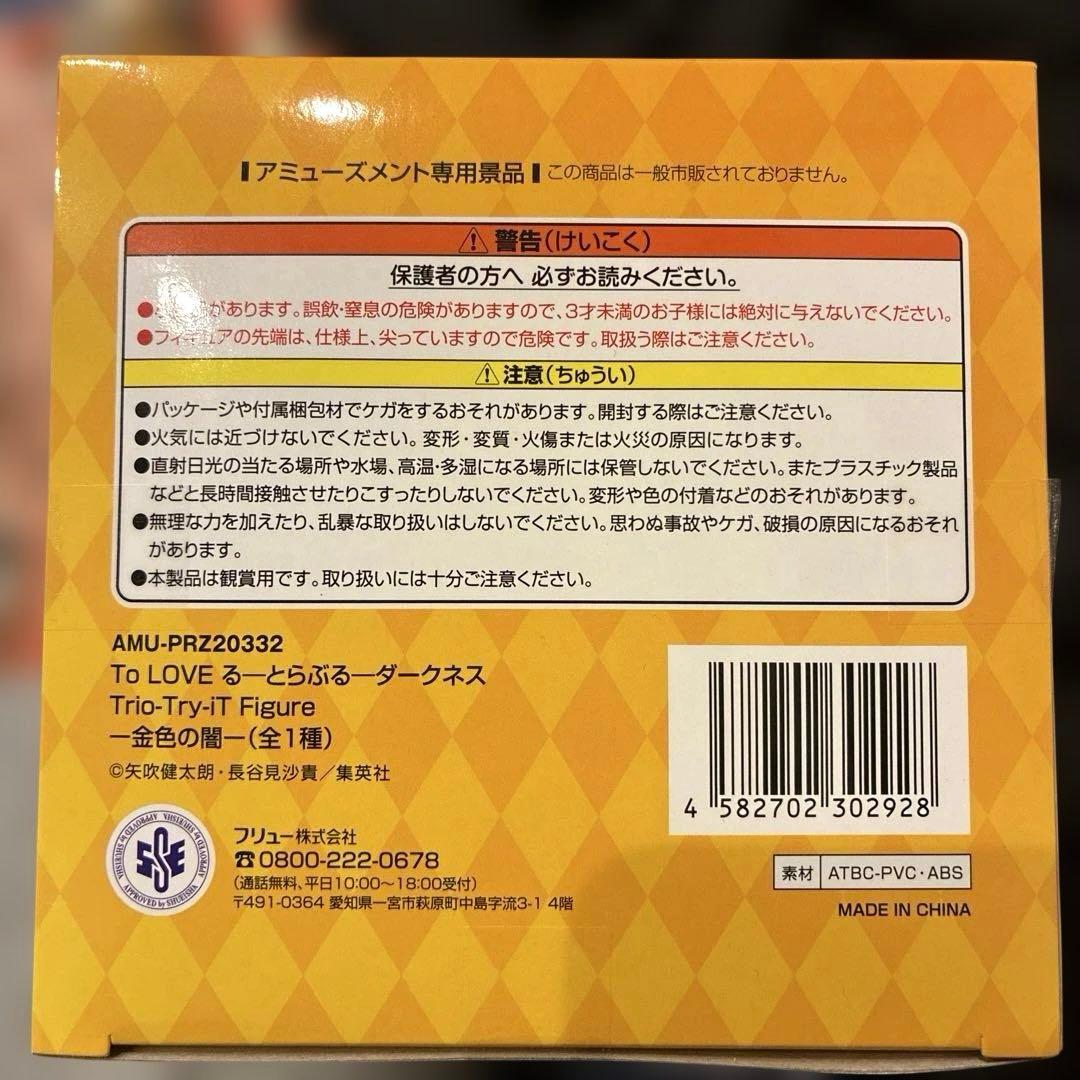 アミューズメント専用景品 この商品は一般市販されておりません。
警告(けいこく)
保護者の方へ 必ずお読みください。
●があります。誤飲・窒息の危険がありますので、3才未満のお子様には絶対に与えないでください。
●フィギュアの先端は、仕様上、尖っていますので危険です。取扱う際はご注意ください。
注意(ちゅうい)
●パッケージや付属梱包材でケガをするおそれがあります。開封する際はご注意ください。
●火気には近づけないでください。変形・変質・火傷または火災の原因になります。
●直射日光の当たる場所や水場、高温・多湿になる場所には保管しないでください。またプラスチック製品
などと長時間接触させたりこすったりしないでください。変形や色の付着などのおそれがあります。
●無理な力を加えたり、乱暴な取り扱いはしないでください。思わぬ事故やケガ、破損の原因になるおそれ
があります。
●本製品は観賞用です。取り扱いには十分ご注意ください。
AMU-PRZ20332
To LOVE る―とらぶる―ダークネス
Trio-Try-iT Figure
―金色の闇―(全1種)
©矢吹健太朗・長谷見沙貴／集英社
4 582702 302928
APPROVED by SHUEISHA APPROVED by SHUEISHA APPROVED by SHUEISHA
SSE
フリュー株式会社
☎0800-222-0678
(通話無料、平日10:00～18:00受付)
〒491-0364 愛知県一宮市萩原町中島字流3-1 4階
素材 ATBC-PVC・ABS
MADE IN CHINA